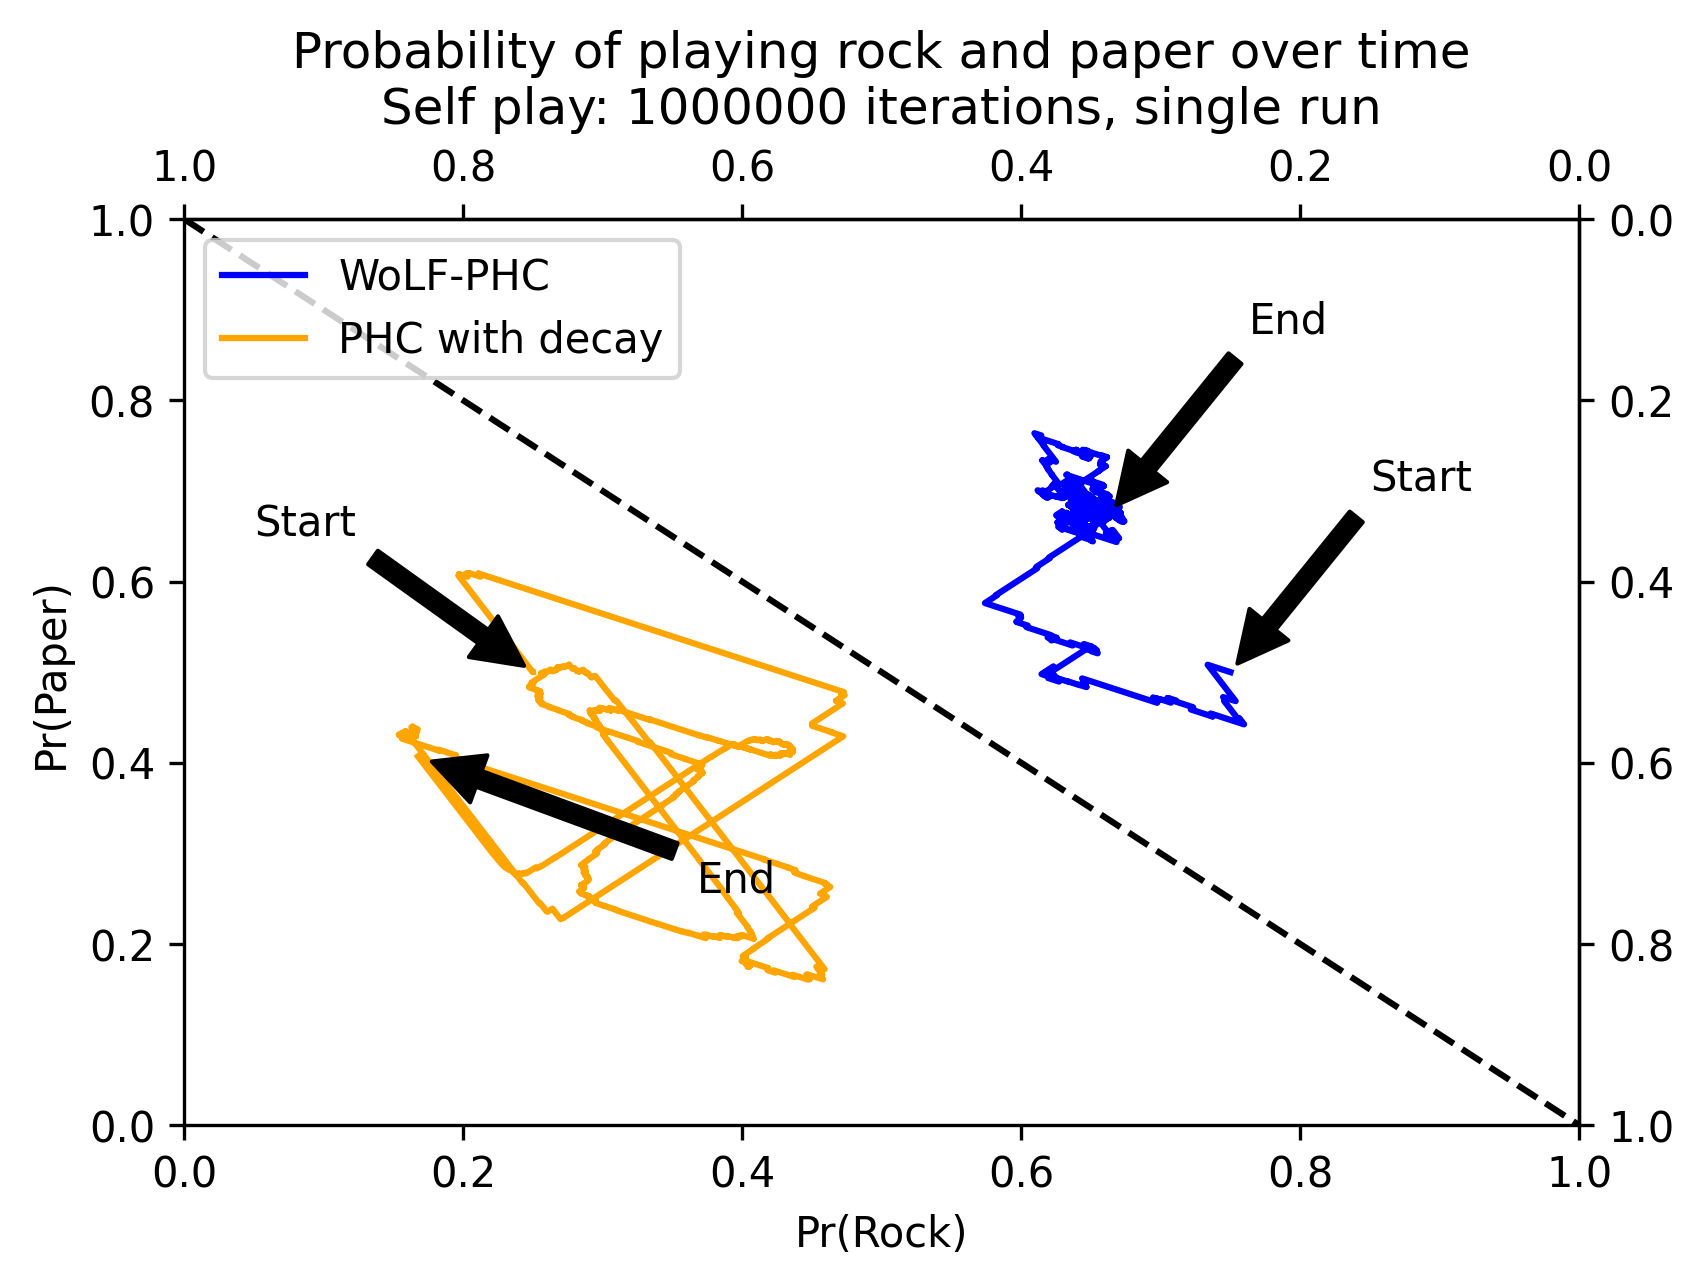 Probability of playing rock and paper over time
Self play: 1000000 iterations, single run
1.0 0.8 0.6 0.4 0.2 0.0
WoLF-PHC
PHC with decay
End
Start
Start
End
1.0
0.8
0.6
0.4
0.2
0.0
Pr(Paper)
0.0
0.2
0.4
0.6
0.8
1.0
0.0 0.2 0.4 0.6 0.8 1.0
Pr(Rock)